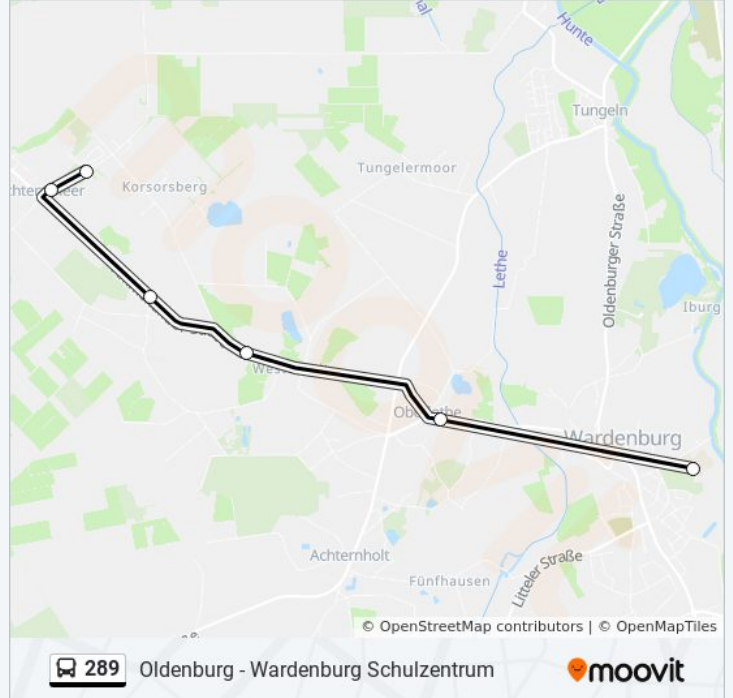 Hunte
Tungeln
Tungelermoor
Korsorsberg
Oldenburger Straße
Lethe
Iburg
Wardenburg
Achternholt
Fünfhausen
Litteler Straße
© OpenStreetMap contributors | © OpenMapTiles
289 Oldenburg - Wardenburg Schulzentrum moovit